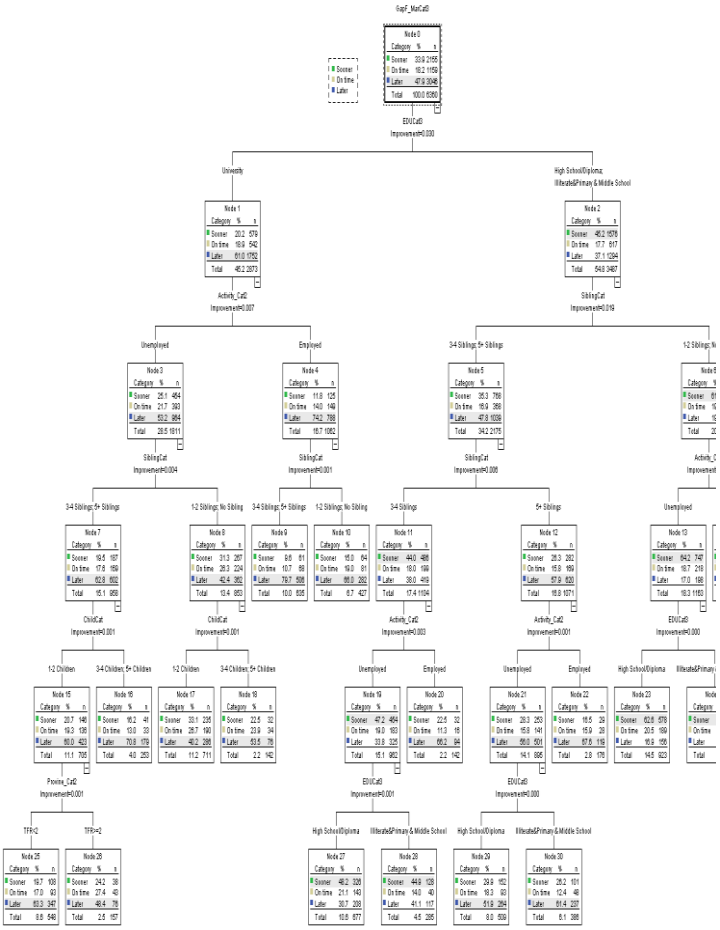 GapF_MarCat3
Node 0
Category % n
Sooner 33.9 2155
On time 18.2 1159
Later 47.9 3046
Total 100.0 6360
Sooner
On time
Later
EDUCat3
Improvement=0.030
University
High School/Diploma;
Illiterate&Primary & Middle School
Node 1
Category % n
Sooner 20.2 579
On time 18.9 542
Later 61.0 1752
Total 45.2 2873
Node 2
Category % n
Sooner 45.2 1576
On time 17.7 617
Later 37.1 1294
Total 54.8 3487
Activity_Cat2
Improvement=0.007
SiblingCat
Improvement=0.019
Unemployed
Employed
3-4 Siblings; 5+ Siblings
1-2 Siblings; N
Node 3
Category % n
Sooner 25.1 454
On time 21.7 393
Later 53.2 964
Total 28.5 1811
Node 4
Category % n
Sooner 11.8 125
On time 14.0 149
Later 74.2 788
Total 16.7 1062
Node 5
Category % n
Sooner 35.3 768
On time 16.9 368
Later 47.8 1039
Total 34.2 2175
Node 6
Category
Sooner 61
On time 19
Later 19
Total 20
SiblingCat
Improvement=0.004
SiblingCat
Improvement=0.001
SiblingCat
Improvement=0.006
Activity_C
Improvement
3-4 Siblings; 5+ Siblings
1-2 Siblings; No Sibling
3-4 Siblings; 5+ Siblings
1-2 Siblings; No Sibling
3-4 Siblings
5+ Siblings
Unemployed
Node 7
Category % n
Sooner 19.5 187
On time 17.6 169
Later 62.8 602
Total 15.1 958
Node 8
Category % n
Sooner 31.3 267
On time 26.3 224
Later 42.4 362
Total 13.4 853
Node 9
Category % n
Sooner 9.6 61
On time 10.7 68
Later 79.7 506
Total 10.0 635
Node 10
Category % n
Sooner 15.0 64
On time 19.0 81
Later 66.0 282
Total 6.7 427
Node 11
Category % n
Sooner 44.0 486
On time 18.0 199
Later 38.0 419
Total 17.4 1104
Node 12
Category % n
Sooner 26.3 282
On time 15.8 169
Later 57.9 620
Total 16.8 1071
Node 13
Category % n
Sooner 64.2 747
On time 18.7 218
Later 17.0 198
Total 18.3 1163
ChildCat
Improvement=0.001
ChildCat
Improvement=0.001
Activity_Cat2
Improvement=0.003
Activity_Cat2
Improvement=0.001
EDUCat3
Improvement=0.000
1-2 Children
3-4 Children; 5+ Children
1-2 Children
3-4 Children; 5+ Children
Unemployed
Employed
Unemployed
Employed
High School/Diploma
Illiterate&Primary
Node 15
Category % n
Sooner 20.7 146
On time 19.3 136
Later 60.0 423
Total 11.1 705
Node 16
Category % n
Sooner 16.2 41
On time 13.0 33
Later 70.8 179
Total 4.0 253
Node 17
Category % n
Sooner 33.1 235
On time 26.7 190
Later 40.2 286
Total 11.2 711
Node 18
Category % n
Sooner 22.5 32
On time 23.9 34
Later 53.5 76
Total 2.2 142
Node 19
Category % n
Sooner 47.2 454
On time 19.0 183
Later 33.8 325
Total 15.1 962
Node 20
Category % n
Sooner 22.5 32
On time 11.3 16
Later 66.2 94
Total 2.2 142
Node 21
Category % n
Sooner 28.3 253
On time 15.8 141
Later 56.0 501
Total 14.1 895
Node 22
Category % n
Sooner 16.5 29
On time 15.9 28
Later 67.6 119
Total 2.8 176
Node 23
Category % n
Sooner 62.6 578
On time 20.5 189
Later 16.9 156
Total 14.5 923
Node
Category
Sooner
On time
Later
Total
Provine_Cat2
Improvement=0.001
EDUCat3
Improvement=0.001
EDUCat3
Improvement=0.000
TFR<2
TFR>=2
High School/Diploma
Illiterate&Primary & Middle School
High School/Diploma
Illiterate&Primary & Middle School
Node 25
Category % n
Sooner 19.7 108
On time 17.0 93
Later 63.3 347
Total 8.6 548
Node 26
Category % n
Sooner 24.2 38
On time 27.4 43
Later 48.4 76
Total 2.5 157
Node 27
Category % n
Sooner 48.2 326
On time 21.1 143
Later 30.7 208
Total 10.6 677
Node 28
Category % n
Sooner 44.9 128
On time 14.0 40
Later 41.1 117
Total 4.5 285
Node 29
Category % n
Sooner 29.9 152
On time 18.3 93
Later 51.9 264
Total 8.0 509
Node 30
Category % n
Sooner 26.2 101
On time 12.4 48
Later 61.4 237
Total 6.1 386